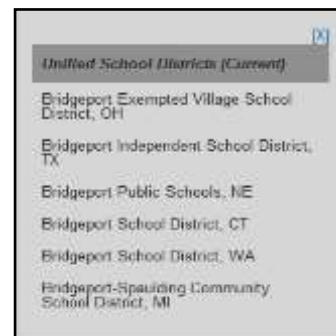 [X]
Unified School Districts (Current)
Bridgeport Exempted Village School
District, OH
Bridgeport Independent School District,
TX
Bridgeport Public Schools, NE
Bridgeport School District, CT
Bridgeport School District, WA
Bridgeport-Spaulding Community
School District, MI